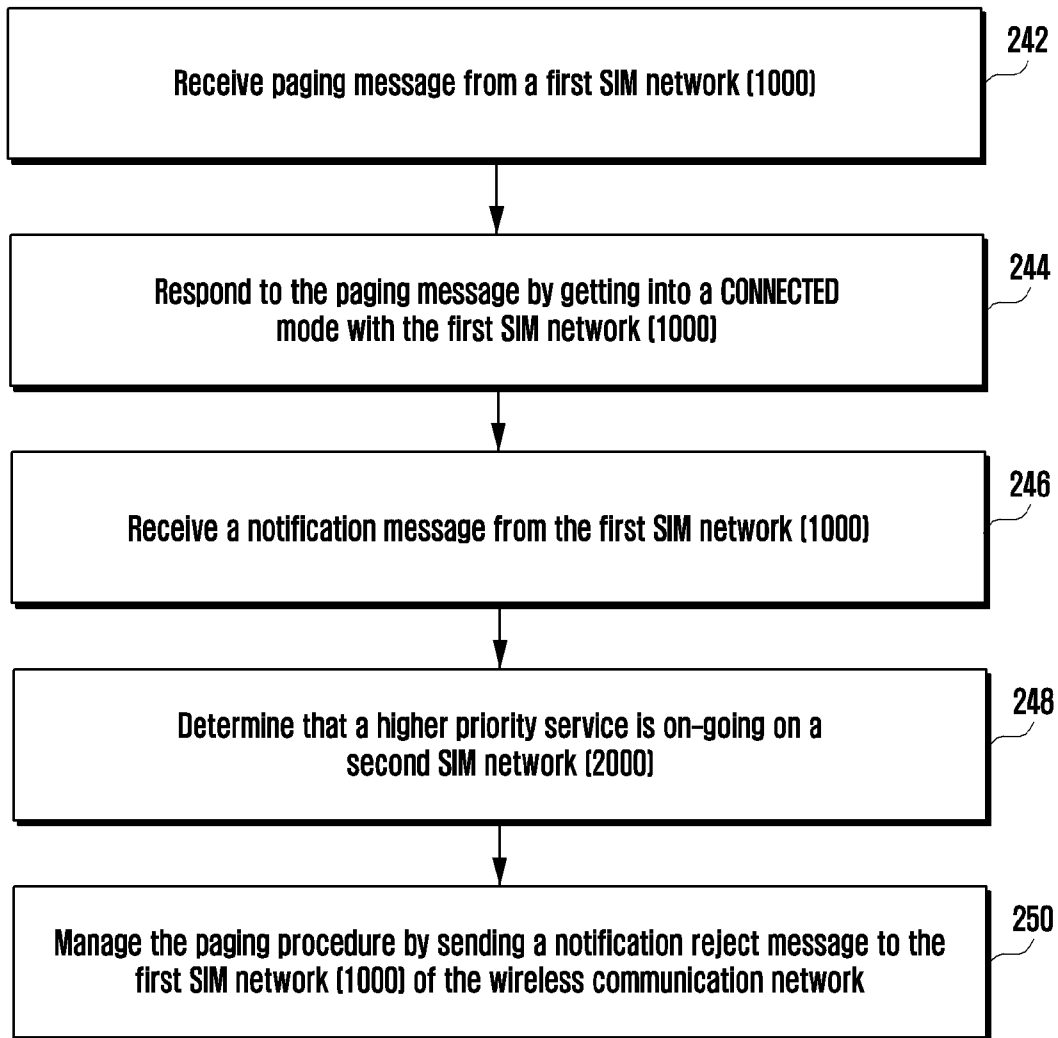 242
Receive paging message from a first SIM network (1000)
244
Respond to the paging message by getting into a CONNECTED
mode with the first SIM network (1000)
246
Receive a notification message from the first SIM network (1000)
248
Determine that a higher priority service is on-going on a
second SIM network (2000)
250
Manage the paging procedure by sending a notification reject message to the
first SIM network (1000) of the wireless communication network